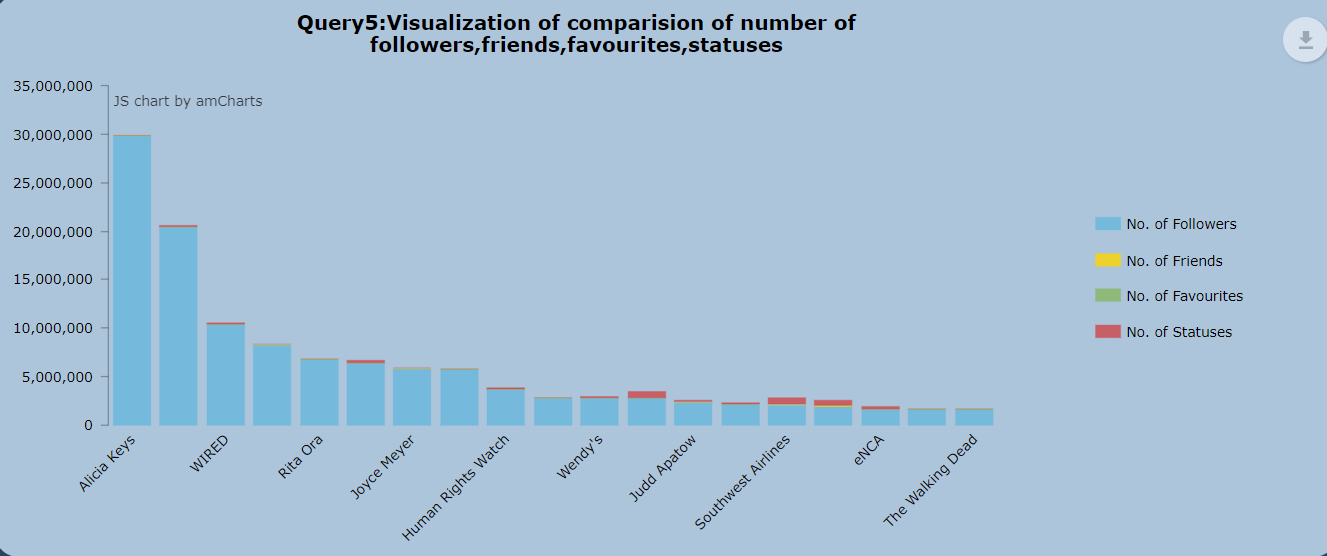 Query5:Visualization of comparision of number of
followers,friends,favourites,statuses
35,000,000
JS chart by amCharts
30,000,000
25,000,000
20,000,000
15,000,000
10,000,000
5,000,000
0
No. of Followers
No. of Friends
No. of Favourites
No. of Statuses
Alicia Keys
WIRED
Rita Ora
Joyce Meyer
Human Rights Watch
Wendy's
Judd Apatow
Southwest Airlines
eNCA
The Walking Dead